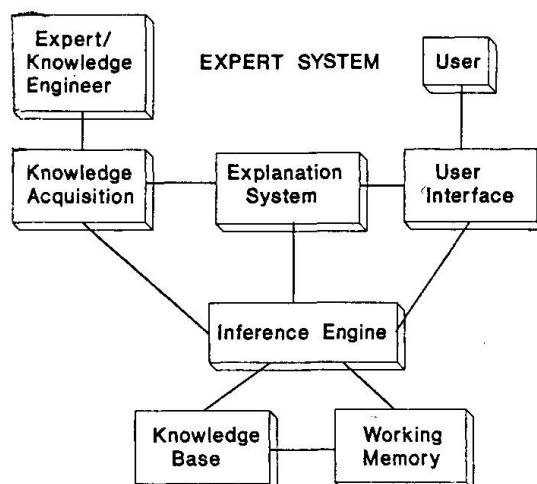 Expert/
Knowledge
Engineer
EXPERT SYSTEM
User
Knowledge
Acquisition
Explanation
System
User
Interface
Inference Engine
Knowledge
Base
Working
Memory